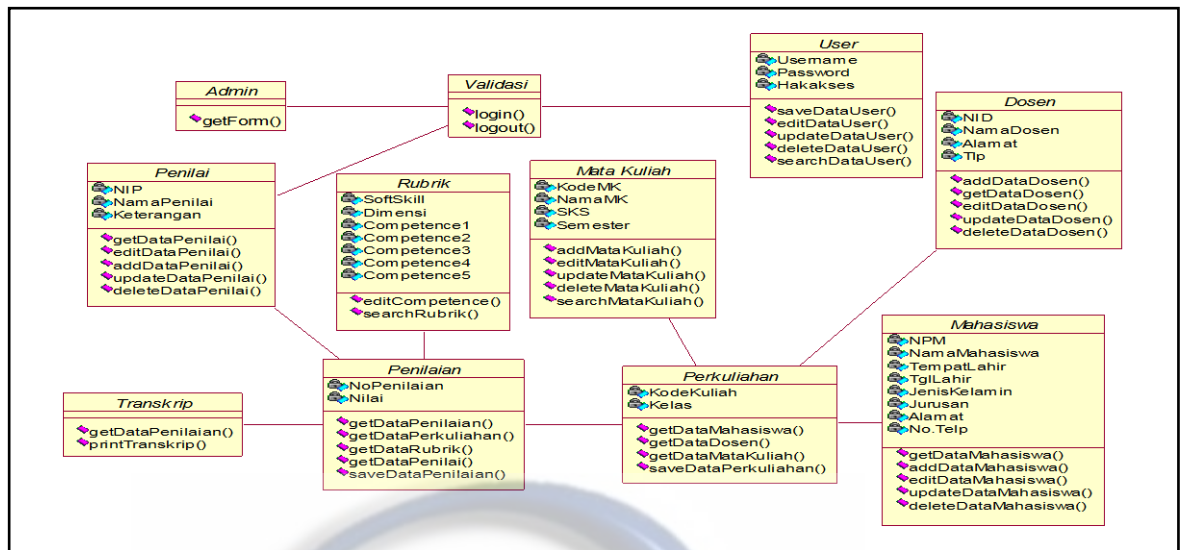 User
Username
Password
Hakakses
saveDataUser()
editDataUser()
updateDataUser()
deleteDataUser()
searchDataUser()
Validasi
login()
logout()
Admin
getForm()
Dosen
NID
NamaDosen
Alamat
Tlp
addDataDosen()
getDataDosen()
editDataDosen()
updateDataDosen()
deleteDataDosen()
Penilai
NIP
NamaPenilai
Keterangan
getDataPenilai()
editDataPenilai()
addDataPenilai()
updateDataPenilai()
deleteDataPenilai()
Rubrik
SoftSkill
Dimensi
Competence1
Competence2
Competence3
Competence4
Competence5
editCompetence()
searchRubrik()
Mata Kuliah
KodeMK
NamaMK
SKS
Semester
addMataKuliah()
editMataKuliah()
updateMataKuliah()
deleteMataKuliah()
searchMataKuliah()
Mahasiswa
NPM
NamaMahasiswa
TempatLahir
TglLahir
JenisKelamin
Jurusan
Alamat
No.Telp
getDataMahasiswa()
addDataMahasiswa()
editDataMahasiswa()
updateDataMahasiswa()
deleteDataMahasiswa()
Penilaian
NoPenilaian
Nilai
getDataPenilaian()
getDataPerkuliahan()
getDataRubrik()
getDataPenilai()
saveDataPenilaian()
Perkuliahan
KodeKuliah
Kelas
getDataMahasiswa()
getDataDosen()
getDataMataKuliah()
saveDataPerkuliahan()
Transkrip
getDataPenilaian()
printTranskrip()